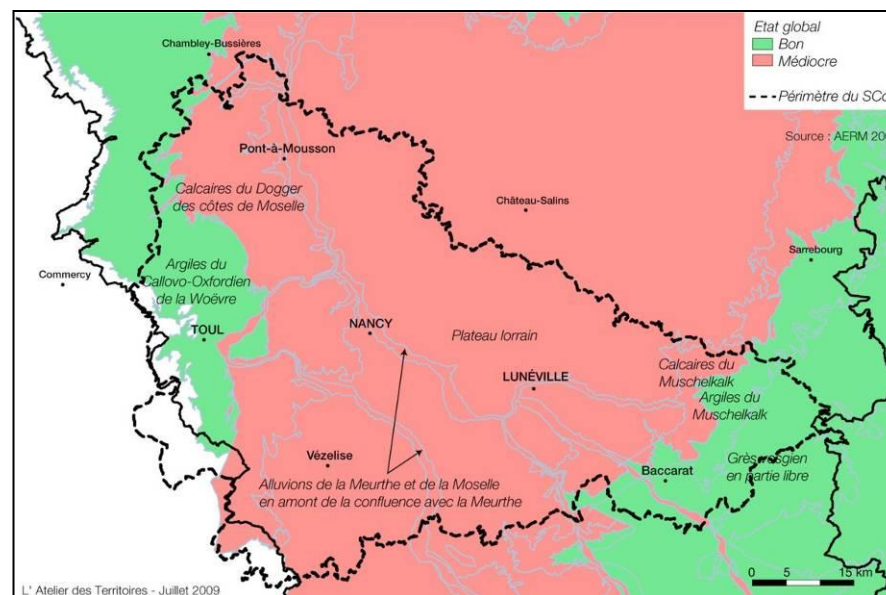 Etat global
Bon
Médiocre
Périmètre du SCo
Source : AERM 20
Chambley-Bussières
Pont-à-Mousson
Calcaires du Dogger
des côtes de Moselle
Château-Salins
Sarrebourg
Commercy
Argiles du
Callovo-Oxfordien
de la Woëvre
TOUL
NANCY
Plateau lorrain
LUNÉVILLE
Calcaires du
Muschelkalk
Argiles du
Muschelkalk
Grès vosgien
en partie libre
Baccarat
Vézelise
Alluvions de la Meurthe et de la Moselle
en amont de la confluence avec la Meurthe
0 5 15 km
L' Atelier des Territoires - Juillet 2009